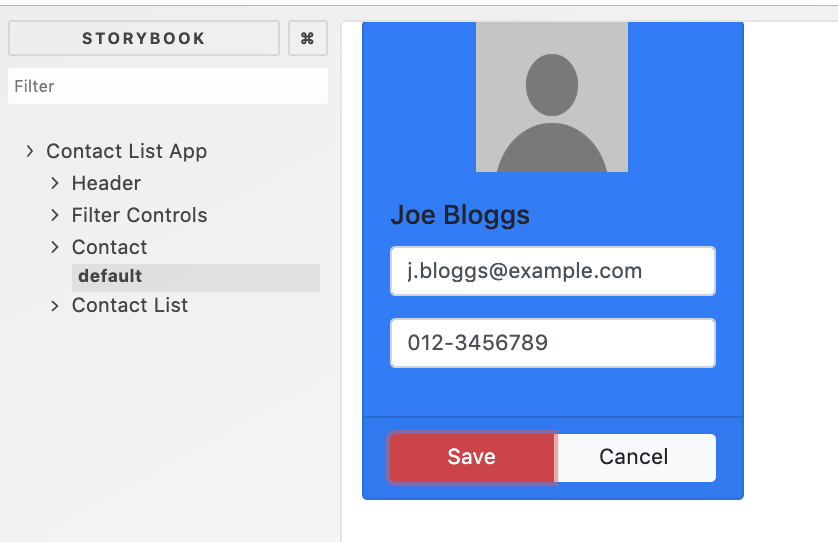 STORYBOOK ⌘
Filter
Contact List App
Header
Filter Controls
Contact
default
Contact List
Joe Bloggs
j.bloggs@example.com
012-3456789
Save Cancel